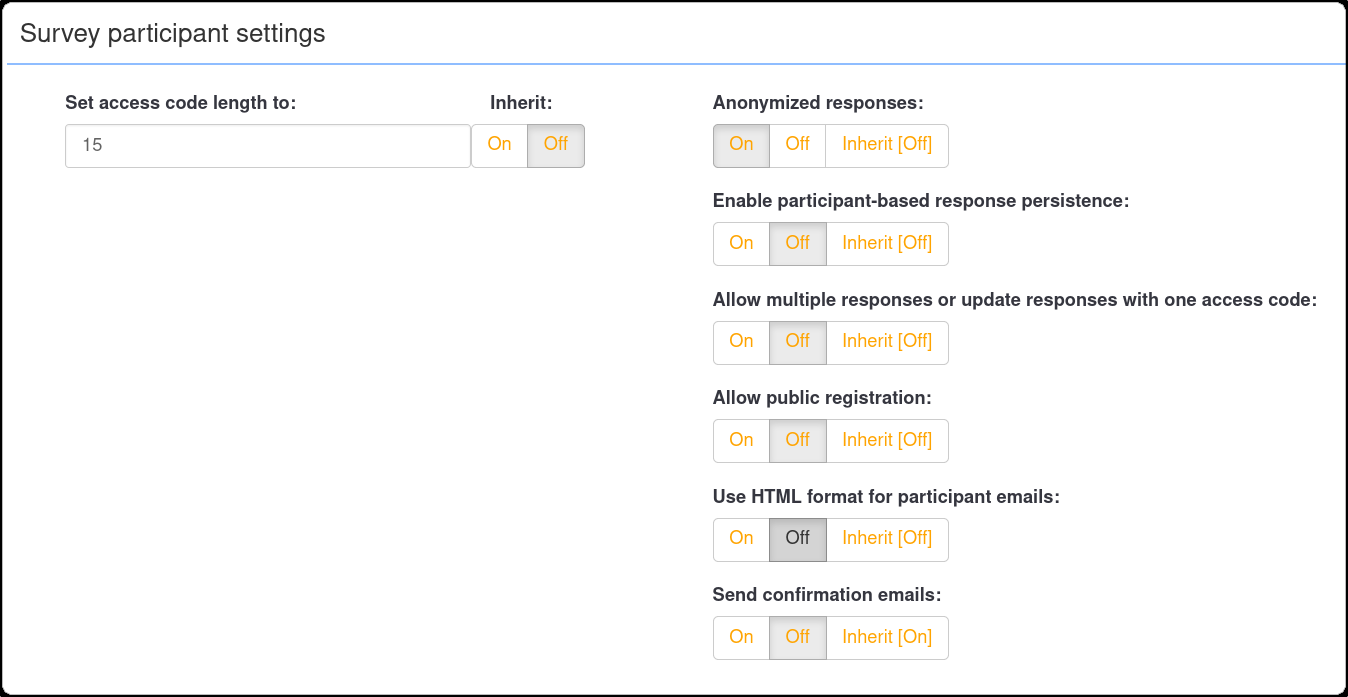 Survey participant settings
Set access code length to:
Inherit:
15
On Off
Anonymized responses:
On Off Inherit [Off]
Enable participant-based response persistence:
On Off Inherit [Off]
Allow multiple responses or update responses with one access code:
On Off Inherit [Off]
Allow public registration:
On Off Inherit [Off]
Use HTML format for participant emails:
On Off Inherit [Off]
Send confirmation emails:
On Off Inherit [On]